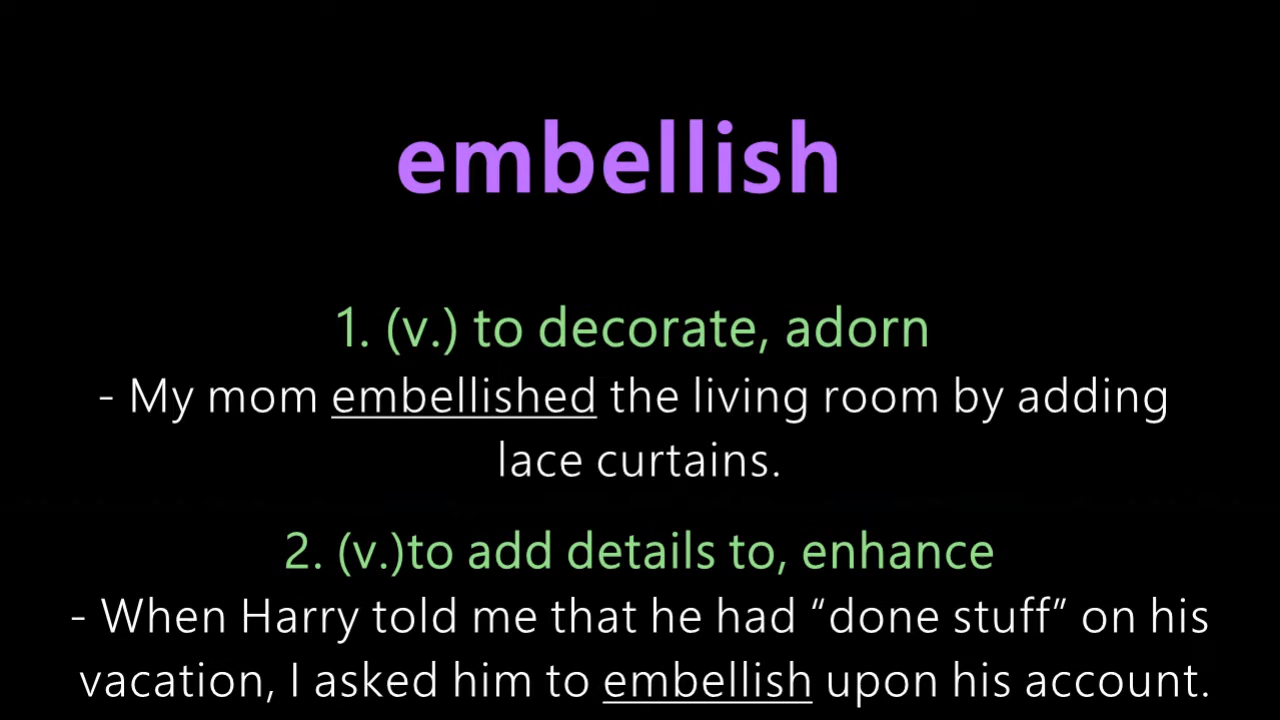 embellish
1. (v.) to decorate, adorn
- My mom embellished the living room by adding
lace curtains.
2. (v.)to add details to, enhance
- When Harry told me that he had “done stuff” on his
vacation, I asked him to embellish upon his account.